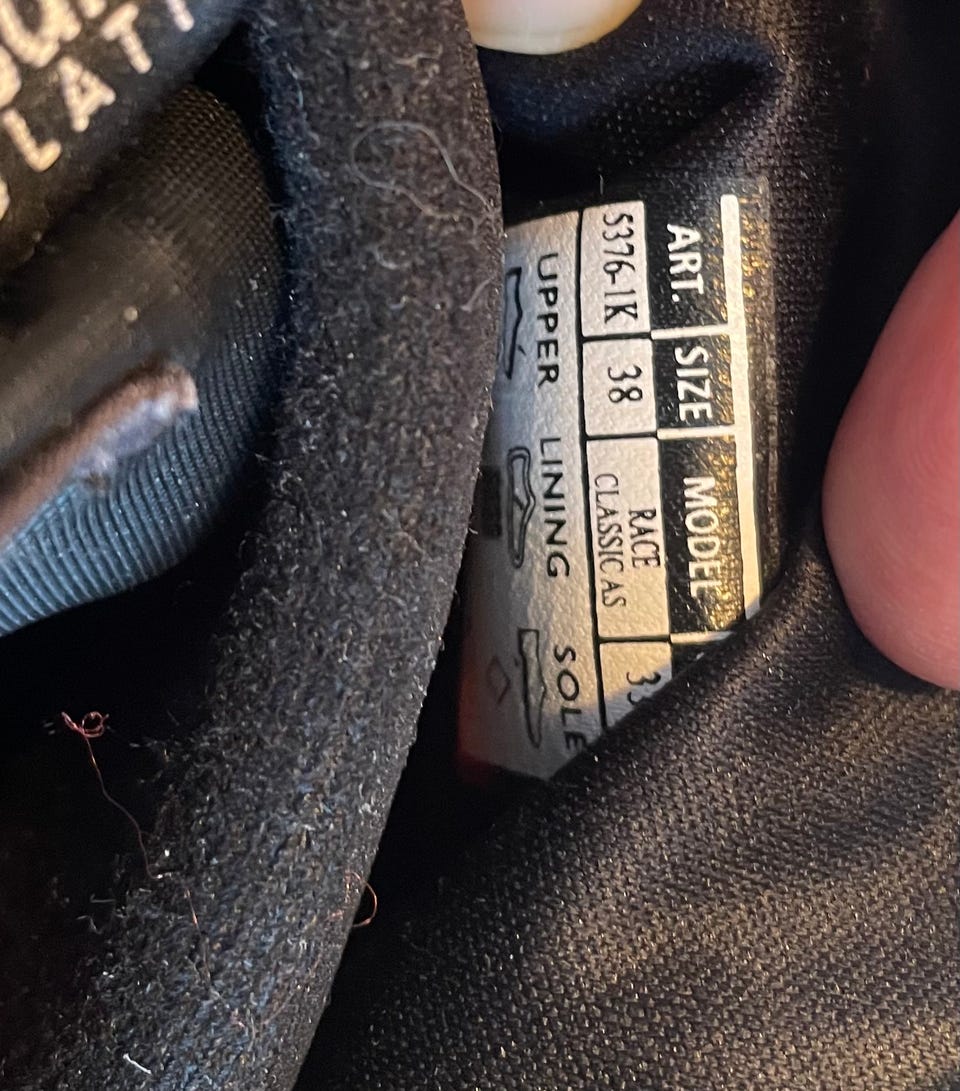 ART. SIZE MODEL
5376-1K 38 RACE
CLASSIC AS
UPPER LINING SOLE